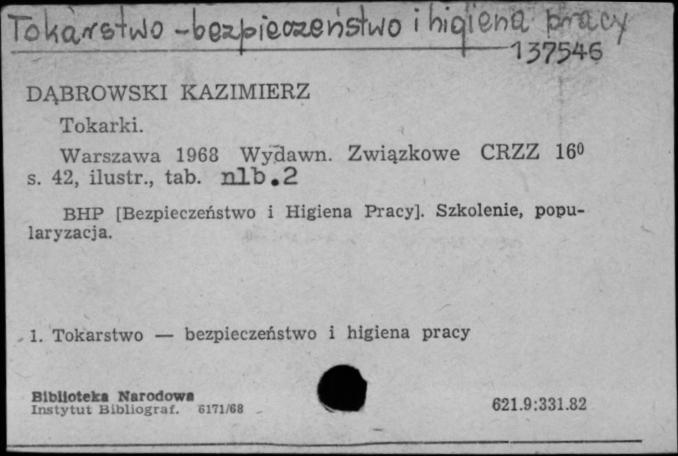 Tokarstwo - bezpieczeństwo i higiena pracy
137546
DĄBROWSKI KAZIMIERZ
Tokarki.
Warszawa 1968 Wydawn. Związkowe CRZZ 16⁰
s. 42, ilustr., tab. nlb.2
BHP [Bezpieczeństwo i Higiena Pracy]. Szkolenie, popu-
laryzacja.
1. Tokarstwo — bezpieczeństwo i higiena pracy
Biblioteka Narodowa
Instytut Bibliograf. 6171/68
621.9:331.82